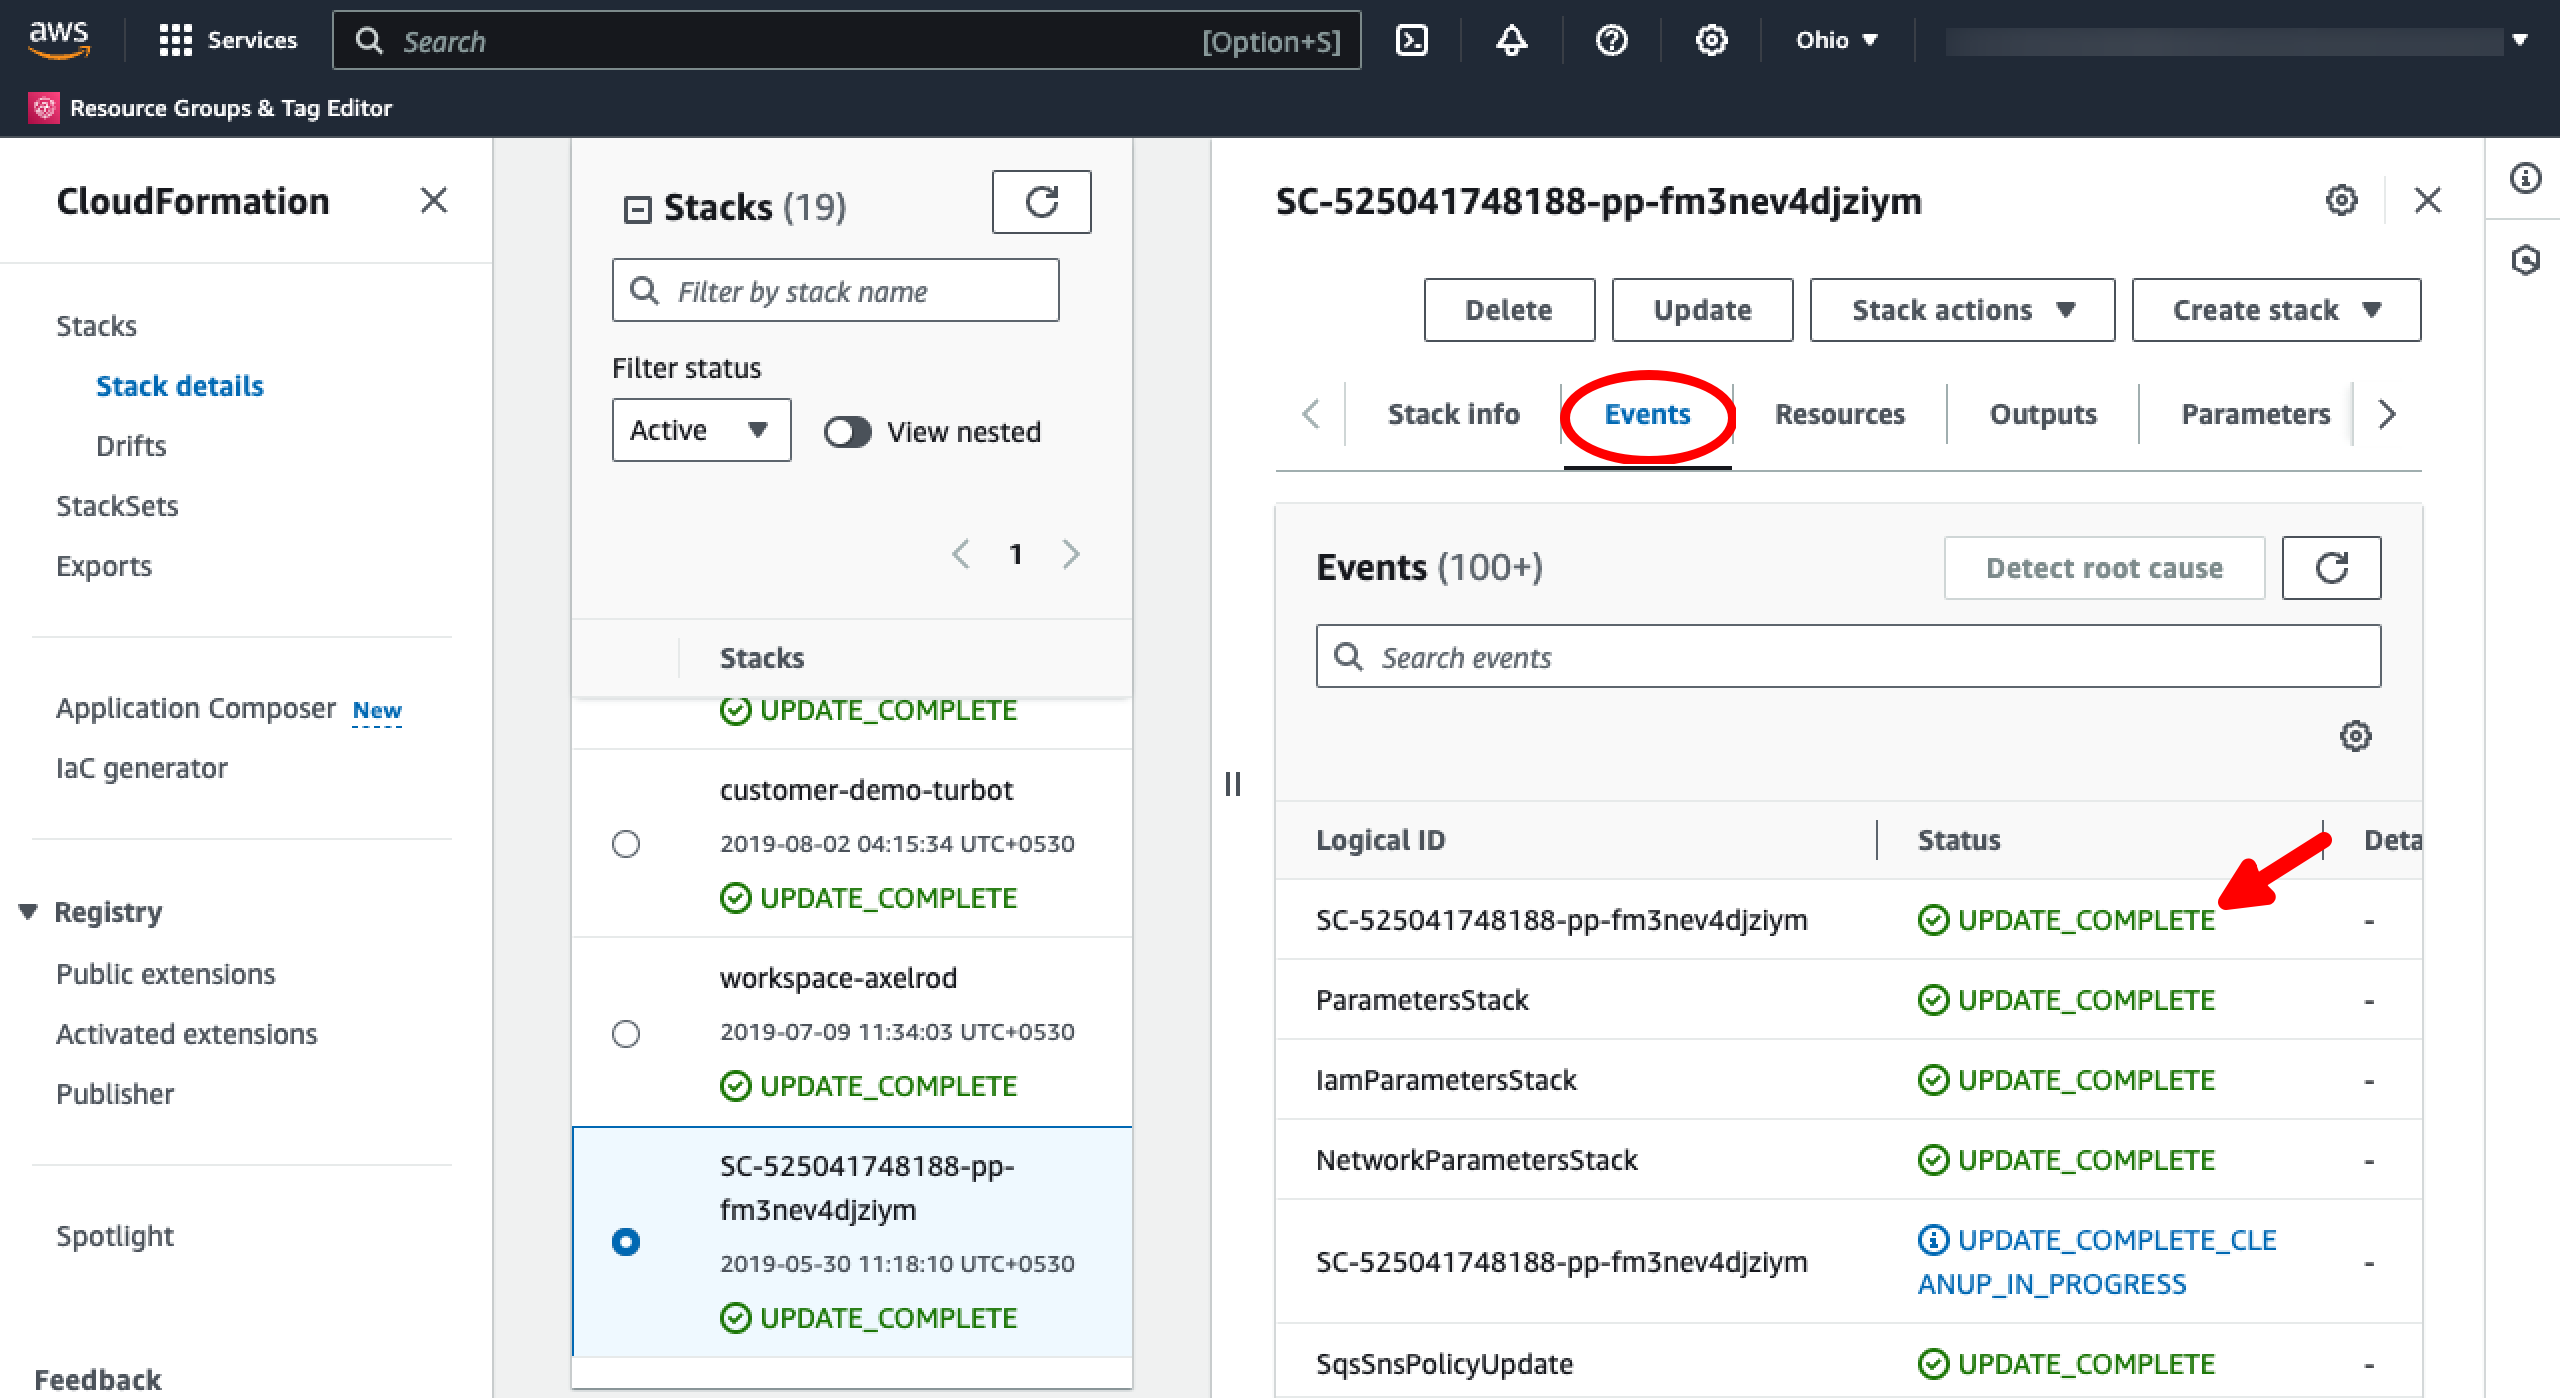 aws
Services
Search
[Option+S]
Ohio
Resource Groups & Tag Editor
CloudFormation
Stacks
Stack details
Drifts
StackSets
Exports
Application Composer New
IaC generator
Registry
Public extensions
Activated extensions
Publisher
Spotlight
Feedback
Stacks (19)
Filter by stack name
Filter status
Active
View nested
1
Stacks
UPDATE_COMPLETE
customer-demo-turbot
2019-08-02 04:15:34 UTC+0530
UPDATE_COMPLETE
workspace-axelrod
2019-07-09 11:34:03 UTC+0530
UPDATE_COMPLETE
SC-525041748188-pp-
fm3nev4djziym
2019-05-30 11:18:10 UTC+0530
UPDATE_COMPLETE
SC-525041748188-pp-fm3nev4djziym
Delete
Update
Stack actions
Create stack
Stack info
Events
Resources
Outputs
Parameters
Events (100+)
Detect root cause
Search events
Logical ID
Status
Deta
SC-525041748188-pp-fm3nev4djziym
UPDATE_COMPLETE
-
ParametersStack
UPDATE_COMPLETE
-
IamParametersStack
UPDATE_COMPLETE
-
NetworkParametersStack
UPDATE_COMPLETE
-
SC-525041748188-pp-fm3nev4djziym
UPDATE_COMPLETE_CLE
ANUP_IN_PROGRESS
-
SqsSnsPolicyUpdate
UPDATE_COMPLETE
-